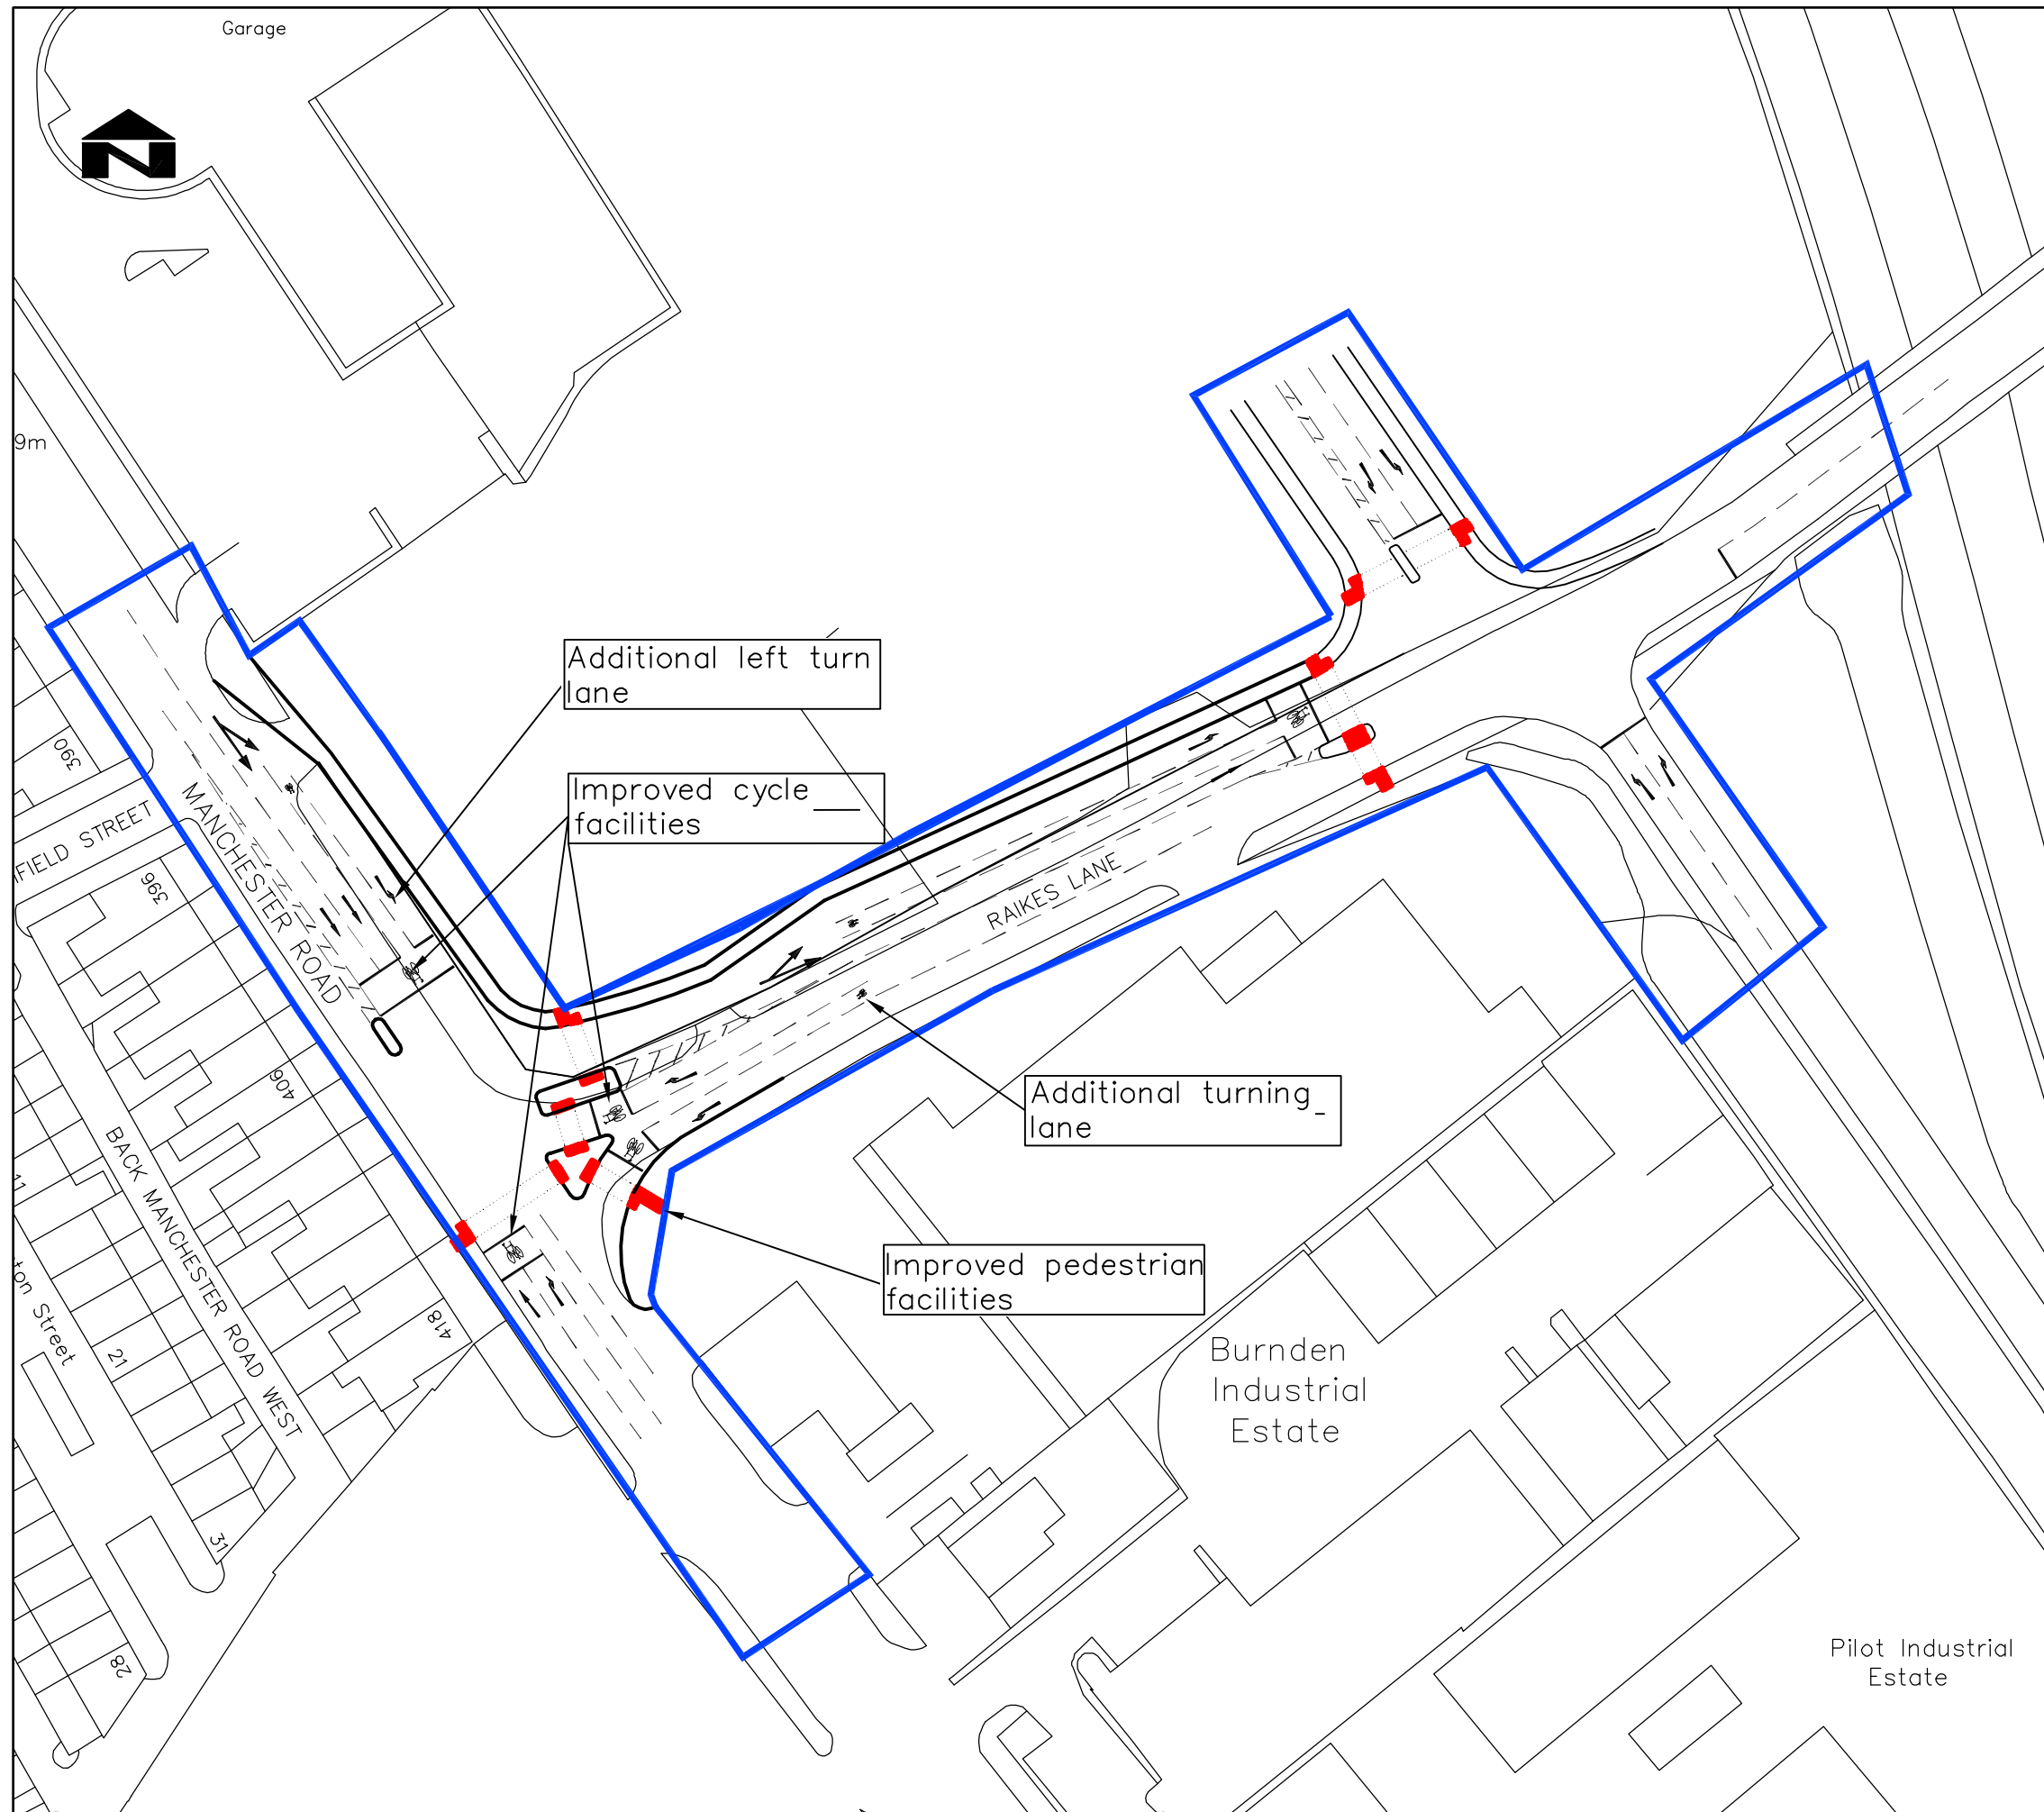 Garage
N
9m
Additional left turn
lane
Improved cycle
facilities
390
FIELD STREET
MANCHESTER ROAD
396
RAIKES LANE
406
Additional turning
lane
BACK MANCHESTER ROAD WEST
11
ton Street
21
418
Improved pedestrian
facilities
Burnden
Industrial
Estate
31
28
Pilot Industrial
Estate